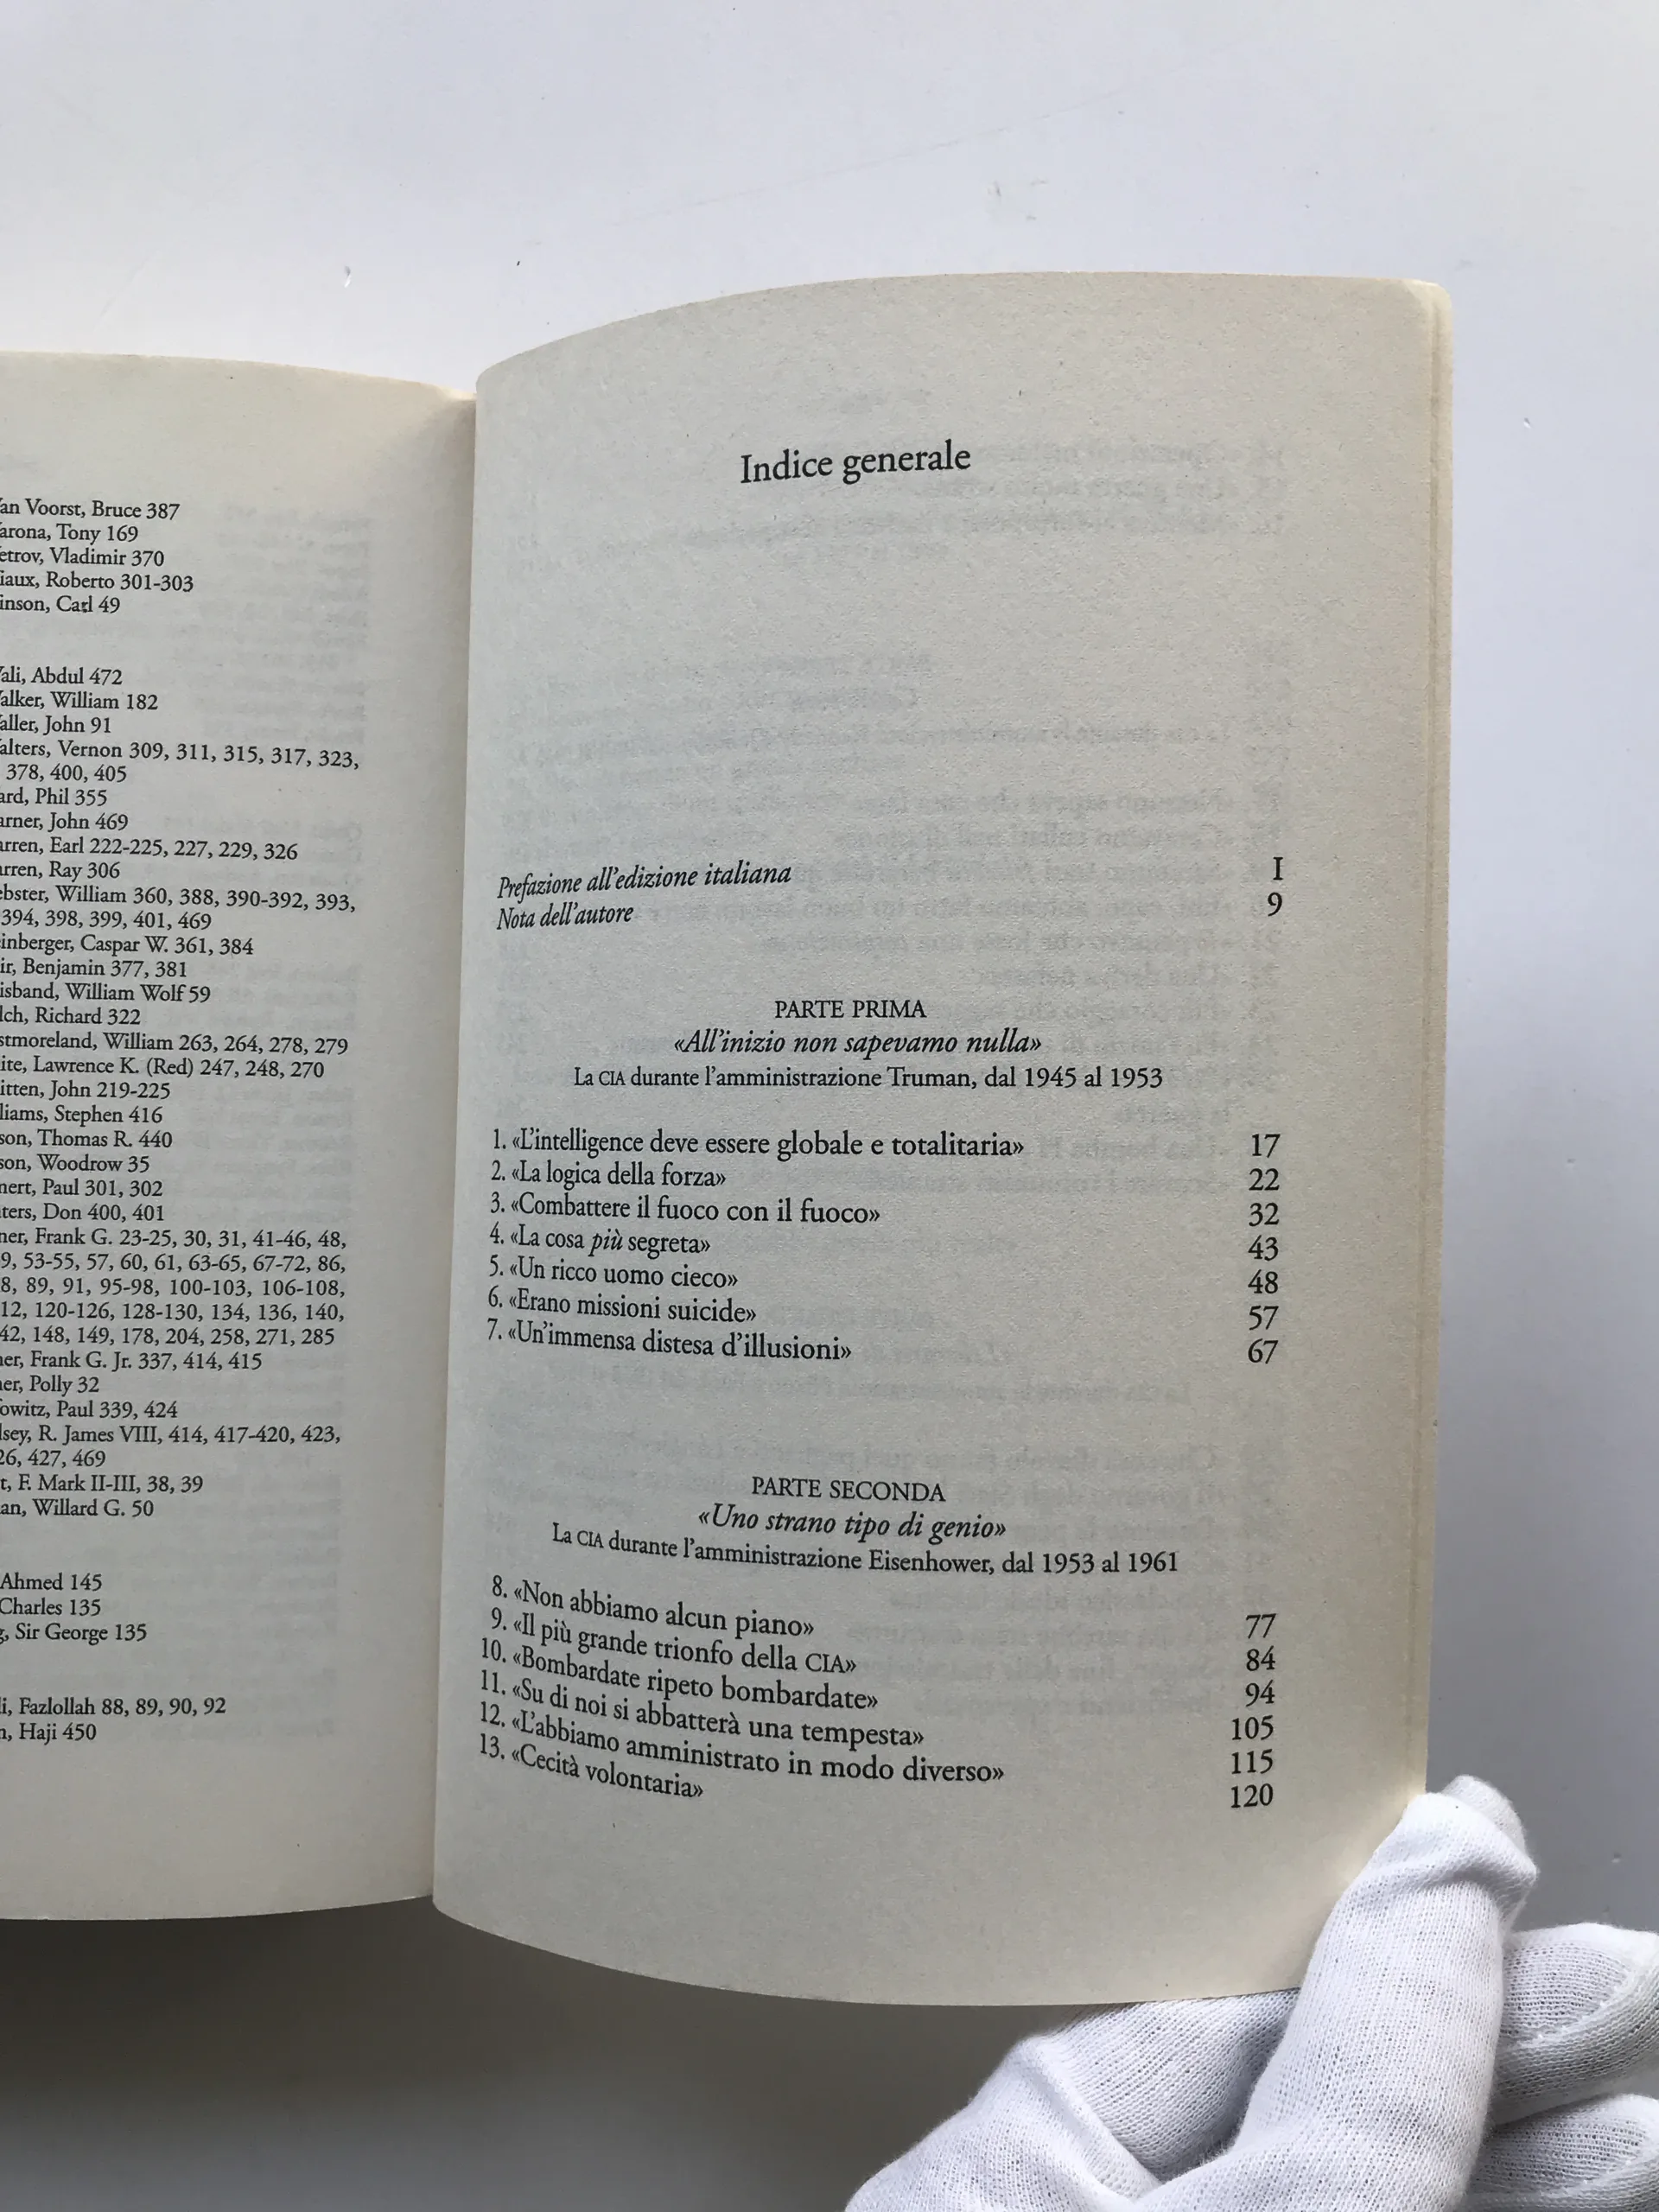 an Voorst, Bruce 387
arona, Tony 169
etrov, Vladimir 370
iaux, Roberto 301-303
inson, Carl 49
ali, Abdul 472
alker, William 182
aller, John 91
alters, Vernon 309, 311, 315, 317, 323,
378, 400, 405
ard, Phil 355
arner, John 469
arren, Earl 222-225, 227, 229, 326
rren, Ray 306
ebster, William 360, 388, 390-392, 393,
394, 398, 399, 401, 469
inberger, Caspar W. 361, 384
ir, Benjamin 377, 381
isband, William Wolf 59
lch, Richard 322
stmoreland, William 263, 264, 278, 279
ite, Lawrence K. (Red) 247, 248, 270
itten, John 219-225
liams, Stephen 416
son, Thomas R. 440
son, Woodrow 35
nert, Paul 301, 302
ters, Don 400, 401
ner, Frank G. 23-25, 30, 31, 41-46, 48,
9, 53-55, 57, 60, 61, 63-65, 67-72, 86,
8, 89, 91, 95-98, 100-103, 106-108,
12, 120-126, 128-130, 134, 136, 140,
42, 148, 149, 178, 204, 258, 271, 285
ner, Frank G. Jr. 337, 414, 415
ner, Polly 32
owitz, Paul 339, 424
lsey, R. James VIII, 414, 417-420, 423,
26, 427, 469
t, F. Mark II-III, 38, 39
an, Willard G. 50
Ahmed 145
Charles 135
g, Sir George 135
i, Fazlollah 88, 89, 90, 92
n, Haji 450
Indice generale
Prefazione all'edizione italiana I
Nota dell'autore 9
PARTE PRIMA
«All'inizio non sapevamo nulla»
La CIA durante l'amministrazione Truman, dal 1945 al 1953
1. «L'intelligence deve essere globale e totalitaria» 17
2. «La logica della forza» 22
3. «Combattere il fuoco con il fuoco» 32
4. «La cosa più segreta» 43
5. «Un ricco uomo cieco» 48
6. «Erano missioni suicide» 57
7. «Un'immensa distesa d'illusioni» 67
PARTE SECONDA
«Uno strano tipo di genio»
La CIA durante l'amministrazione Eisenhower, dal 1953 al 1961
8. «Non abbiamo alcun piano» 77
9. «Il più grande trionfo della CIA» 84
10. «Bombardate ripeto bombardate» 94
11. «Su di noi si abbatterà una tempesta» 105
12. «L'abbiamo amministrato in modo diverso» 115
13. «Cecità volontaria» 120